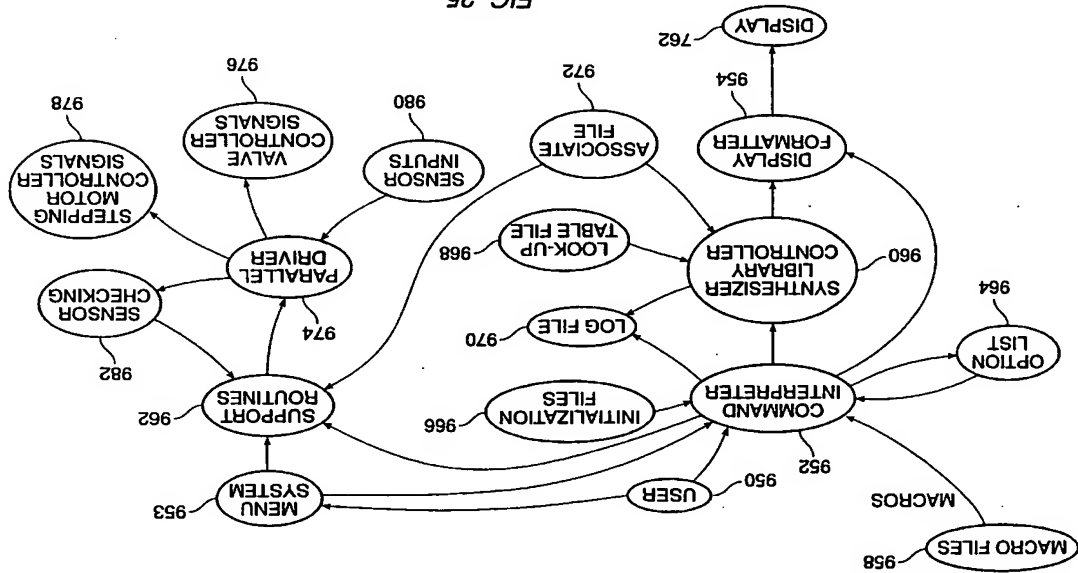 MACRO FILES
958
MACROS
USER
950
MENU
SYSTEM
953
COMMAND
INTERPRETER
952
INITIALIZATION
FILES
966
SUPPORT
ROUTINES
962
982
OPTION
LIST
964
LOG FILE
970
974
SENSOR
CHECKING
SYNTHESIZER
LIBRARY
CONTROLLER
960
LOOK-UP
TABLE FILE
968
PARALLEL
DRIVER
DISPLAY
FORMATTER
954
ASSOCIATE
FILE
972
SENSOR
INPUTS
980
VALVE
CONTROLLER
SIGNALS
976
STEPPING
MOTOR
CONTROLLER
SIGNALS
978
DISPLAY
762
FIG. 25